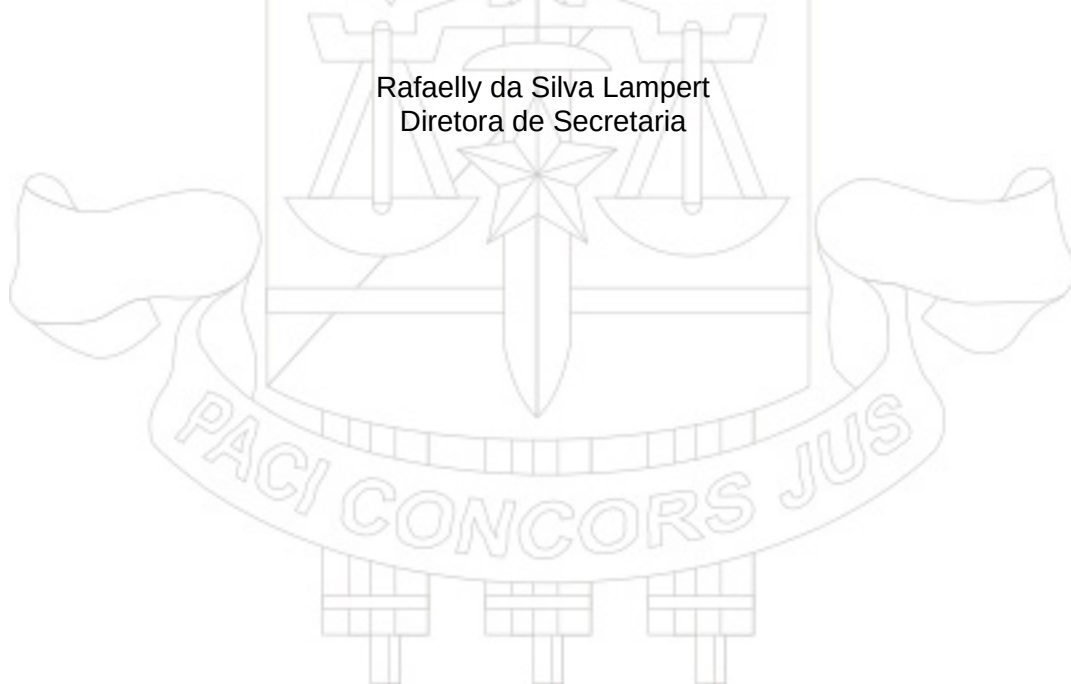 Rafaelly da Silva Lampert
Diretora de Secretaria
PACI CONCORS JUS